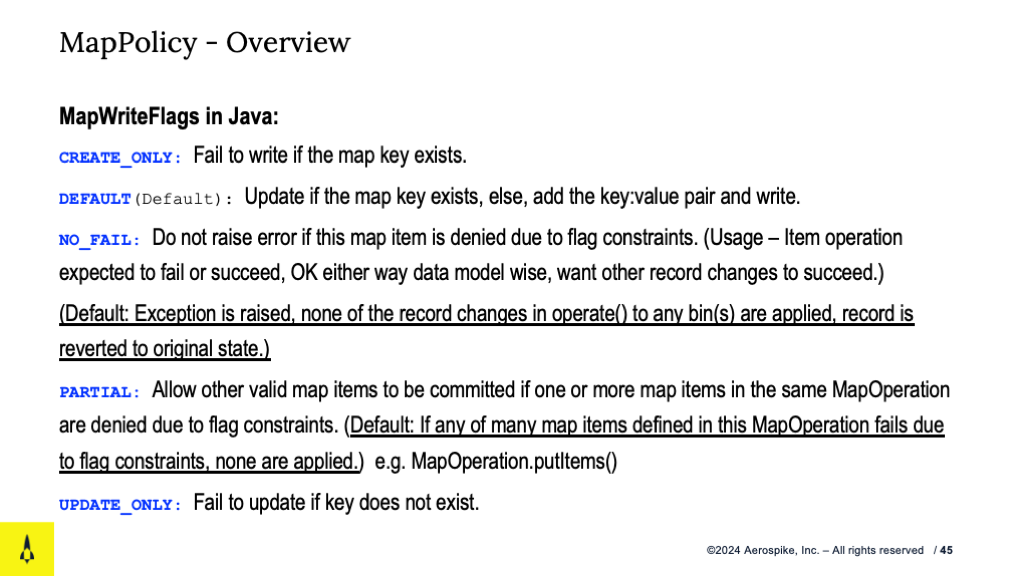 MapPolicy - Overview
MapWriteFlags in Java:
CREATE_ONLY: Fail to write if the map key exists.
DEFAULT(Default): Update if the map key exists, else, add the key:value pair and write.
NO_FAIL: Do not raise error if this map item is denied due to flag constraints. (Usage – Item operation
expected to fail or succeed, OK either way data model wise, want other record changes to succeed.)
(Default: Exception is raised, none of the record changes in operate() to any bin(s) are applied, record is
reverted to original state.)
PARTIAL: Allow other valid map items to be committed if one or more map items in the same MapOperation
are denied due to flag constraints. (Default: If any of many map items defined in this MapOperation fails due
to flag constraints, none are applied.) e.g. MapOperation.putItems()
UPDATE_ONLY: Fail to update if key does not exist.
©2024 Aerospike, Inc. – All rights reserved / 45